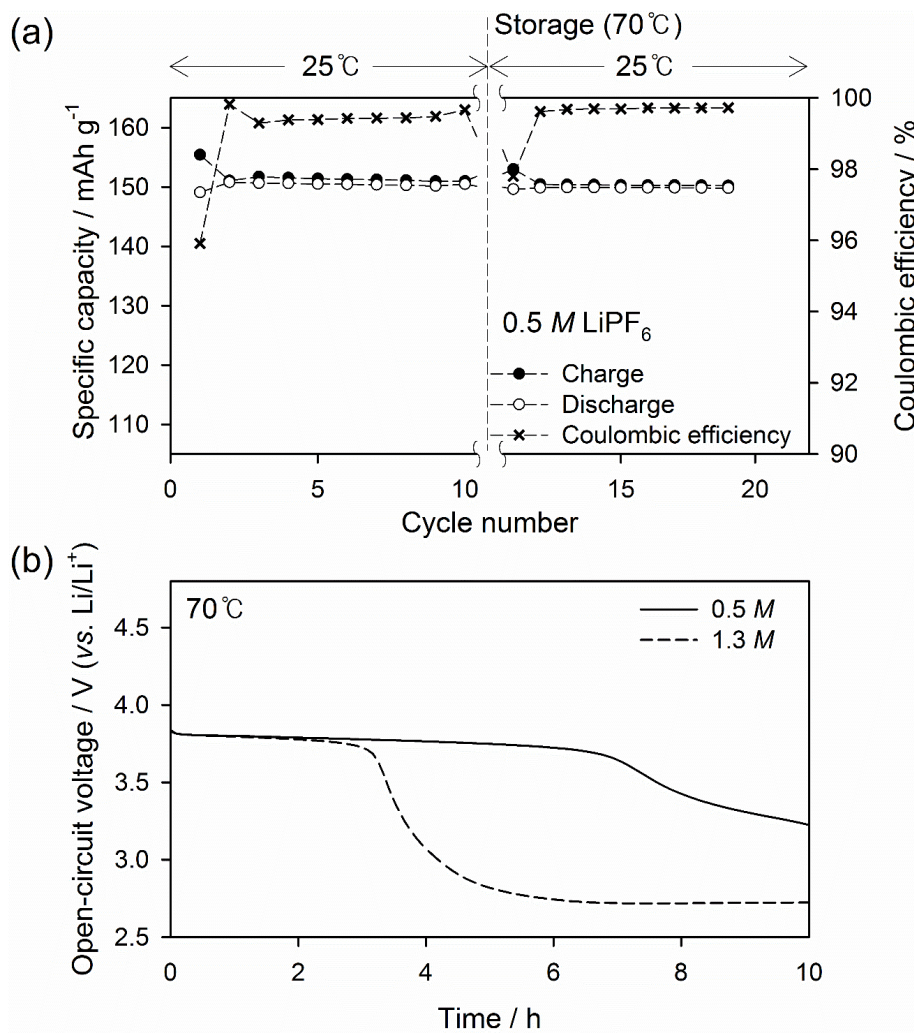 (a)
Storage (70℃)
25℃ 25℃
Specific capacity / mAh g⁻¹
160
150
140
130
120
110
100
98
96
94
92
90
Coulombic efficiency / %
0.5 M LiPF₆
Charge
Discharge
Coulombic efficiency
0 5 10 15 20
Cycle number
(b)
Open-circuit voltage / V (vs. Li/Li⁺)
70℃
0.5 M
1.3 M
4.5
4.0
3.5
3.0
2.5
0 2 4 6 8 10
Time / h